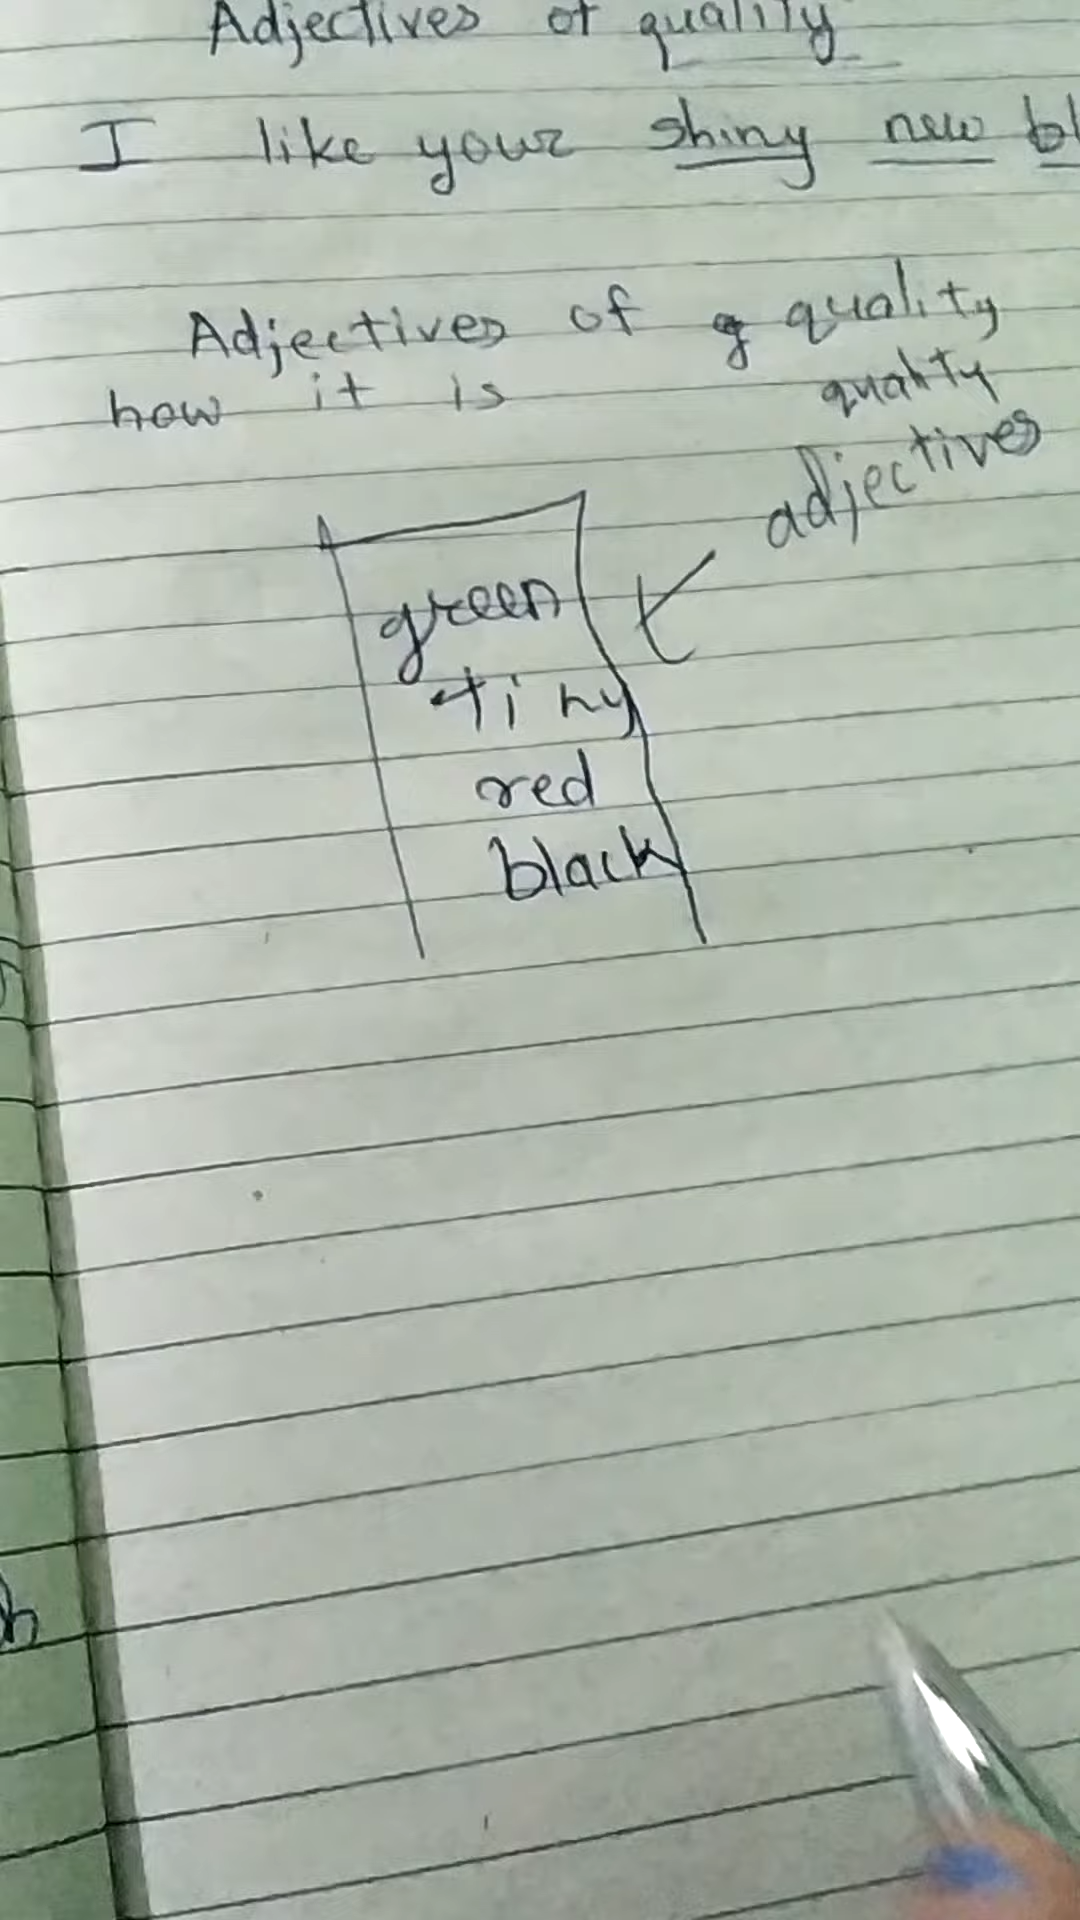 Adjectives of quality
I like your shiny new bl
Adjectives of g quality
how it is
quality
adjectives
green
tiny
red
black